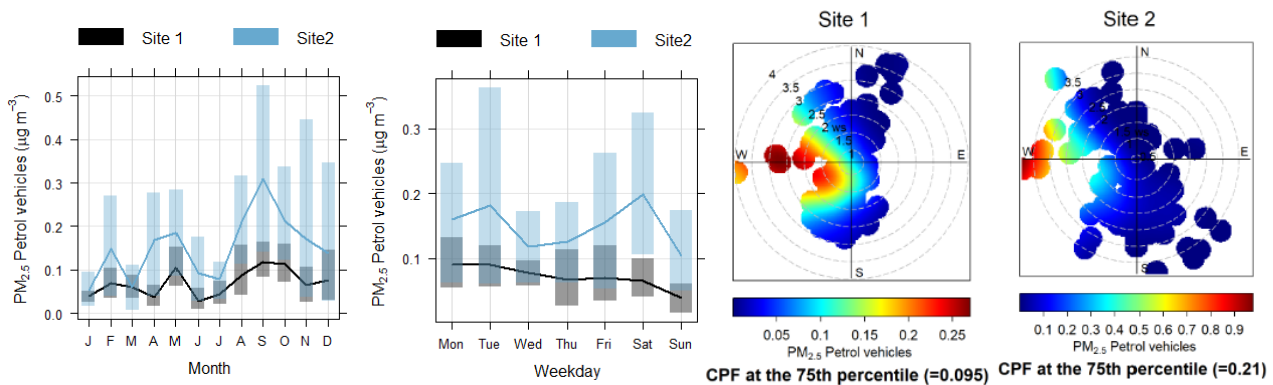 Site 1 Site2
PM2.5 Petrol vehicles (µg m−3)
0.5
0.4
0.3
0.2
0.1
0.0
J F M A M J J A S O N D
Month
Site 1 Site2
PM2.5 Petrol vehicles (µg m−3)
0.3
0.2
0.1
Mon Tue Wed Thu Fri Sat Sun
Weekday
Site 1
N
4
3.5
3
2.5
2 ws
1.5
1
W E
S
0.05 0.1 0.15 0.2 0.25
PM2.5 Petrol vehicles
CPF at the 75th percentile (=0.095)
Site 2
N
3.5
3
W E
S
0.1 0.2 0.3 0.4 0.5 0.6 0.7 0.8 0.9
PM2.5 Petrol vehicles
CPF at the 75th percentile (=0.21)